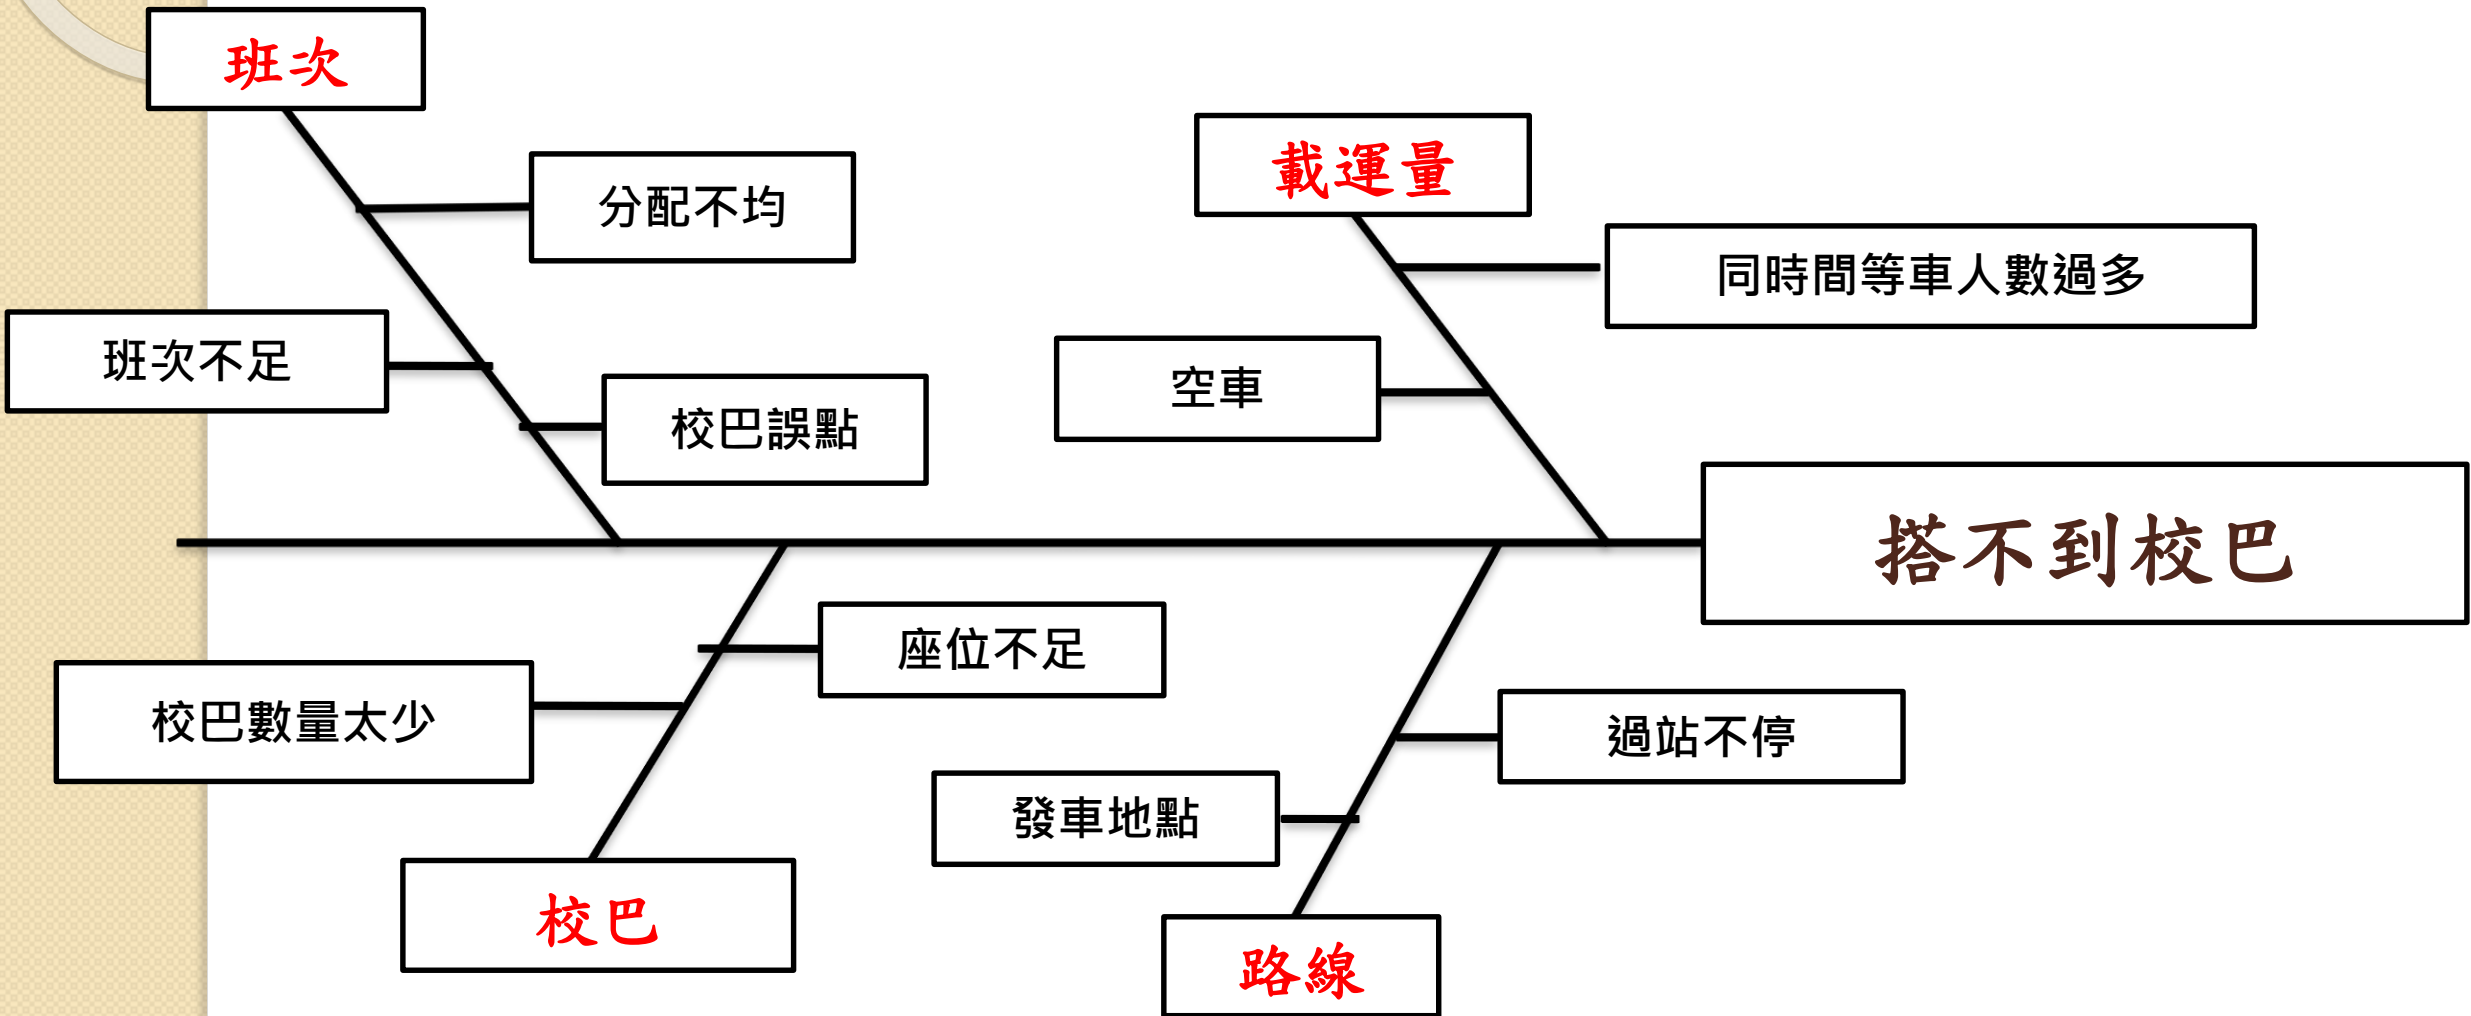 班次
載運量
分配不均
同時間等車人數過多
班次不足
空車
校巴誤點
搭不到校巴
座位不足
校巴數量太少
過站不停
發車地點
校巴
路線